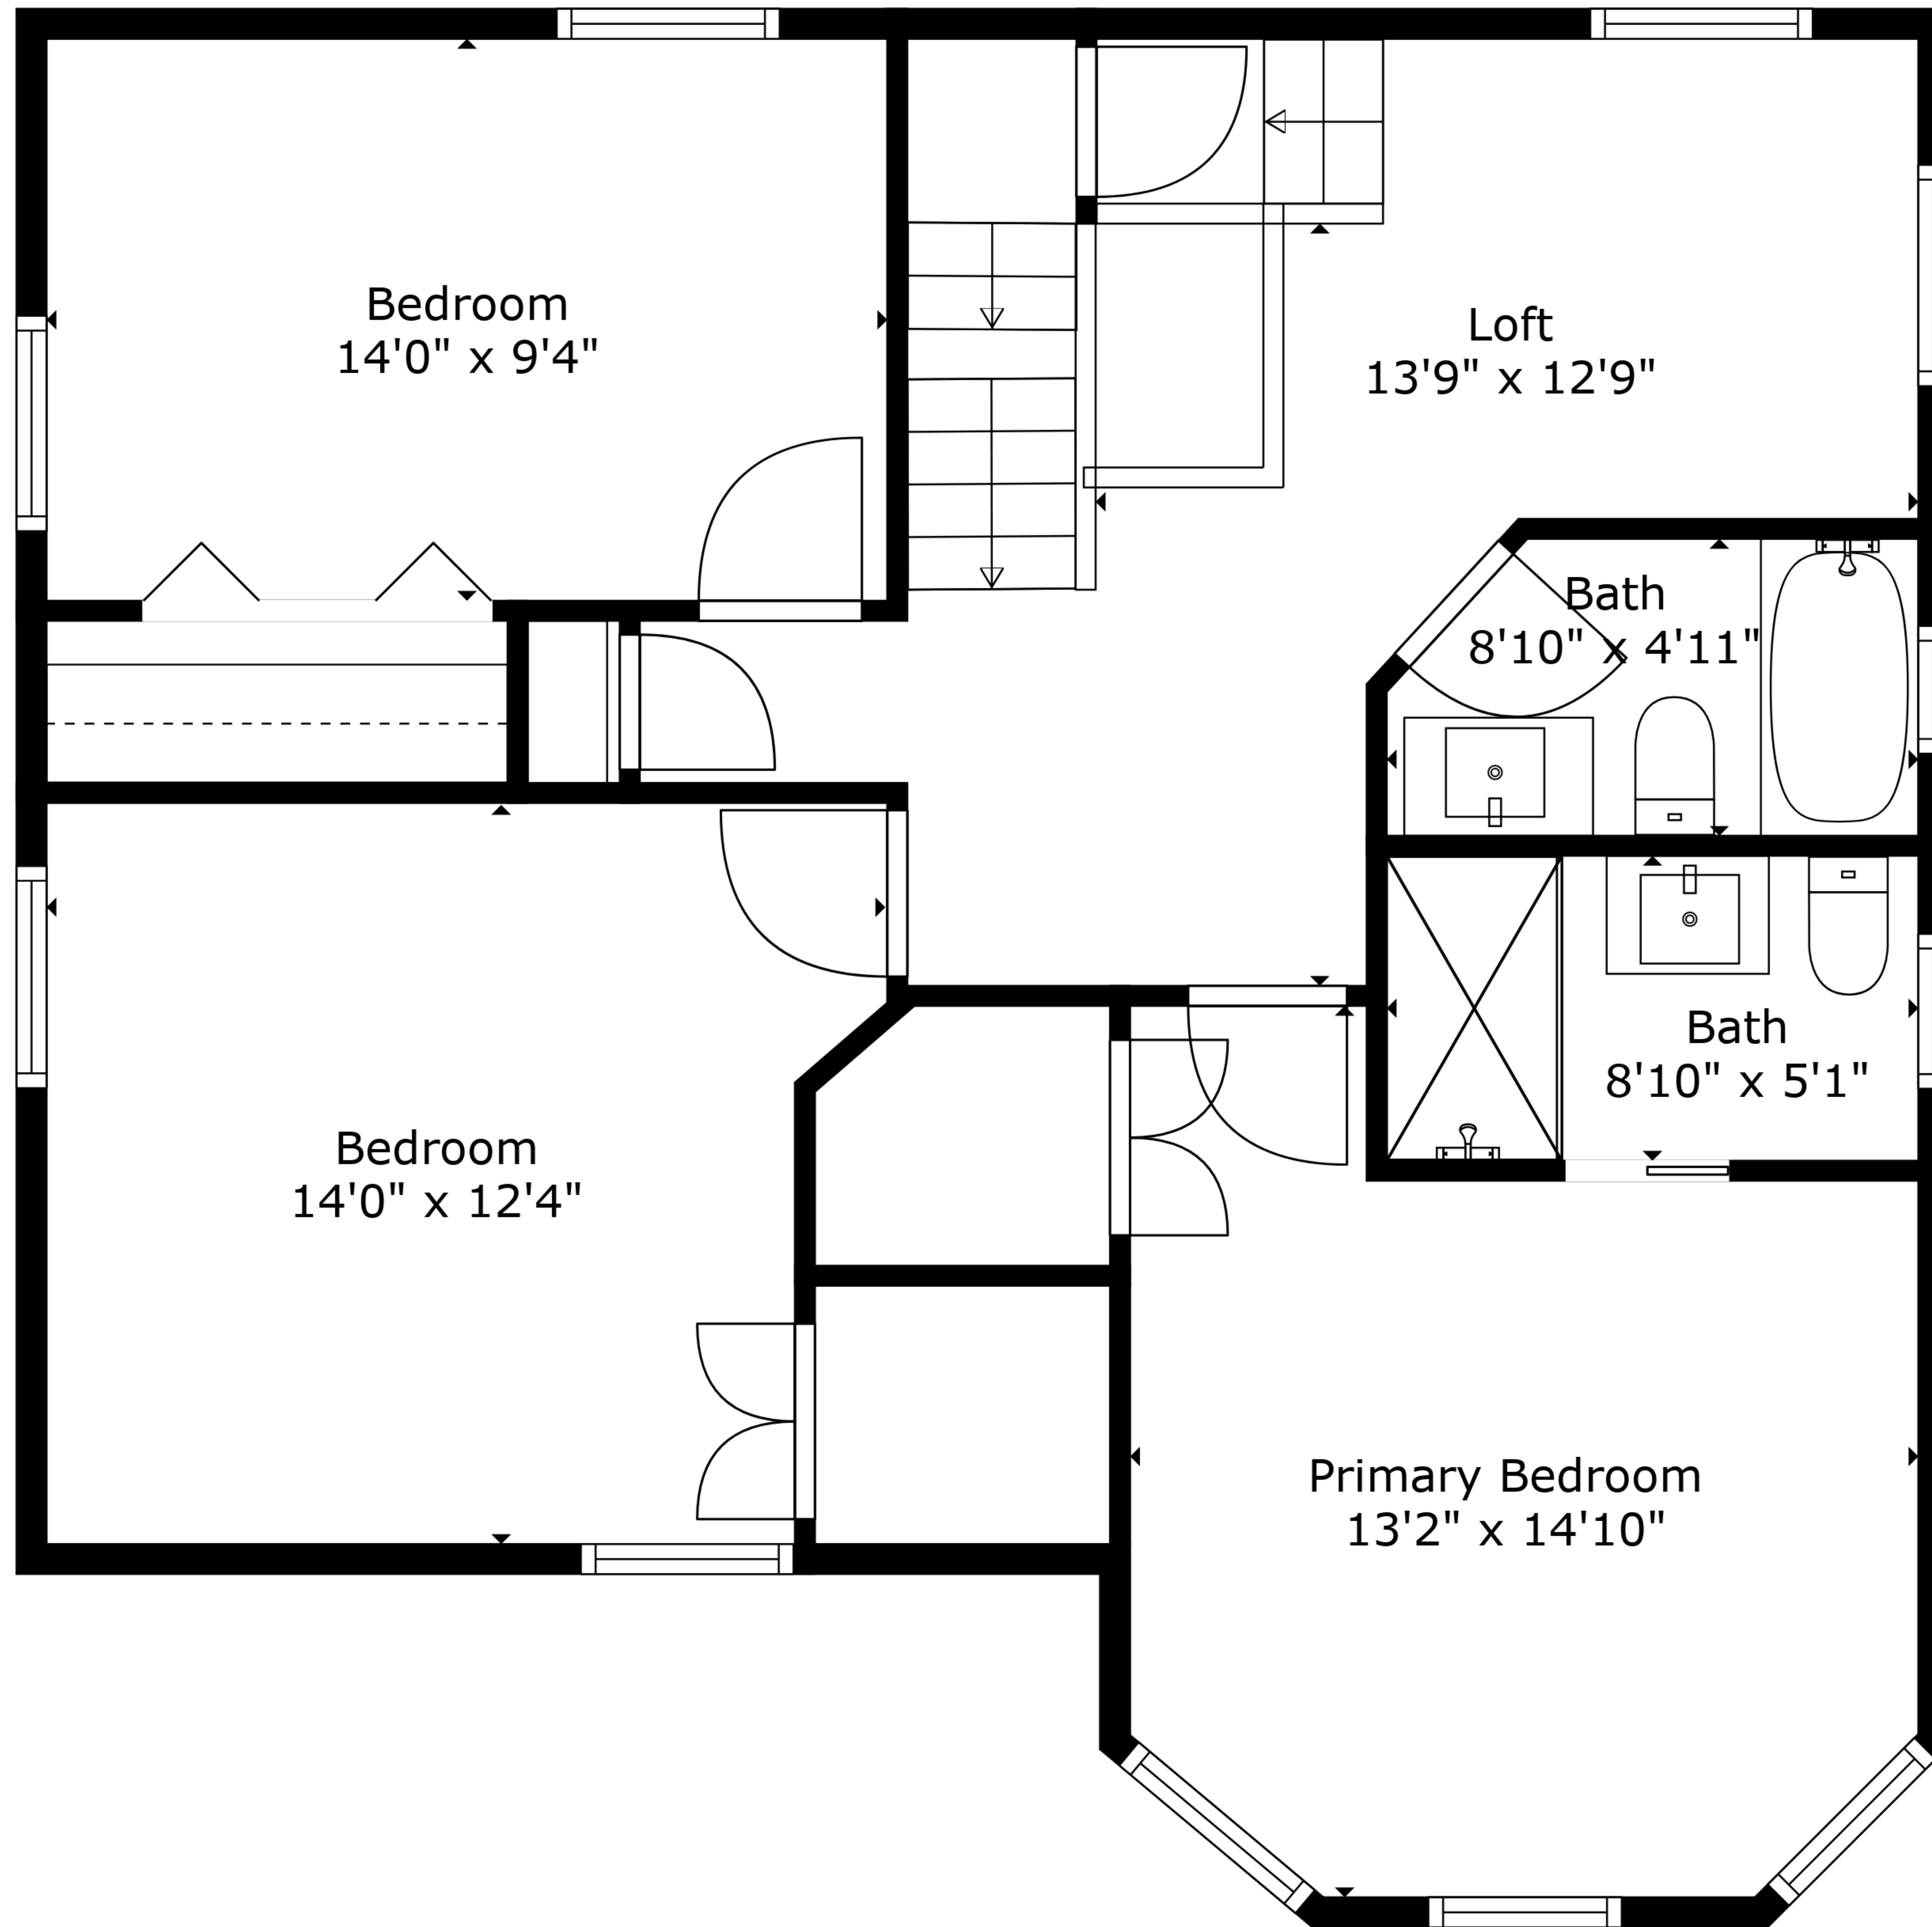 Bedroom
14'0" x 9'4"
Loft
13'9" x 12'9"
Bath
8'10" x 4'11"
Bath
8'10" x 5'1"
Bedroom
14'0" x 12'4"
Primary Bedroom
13'2" x 14'10"